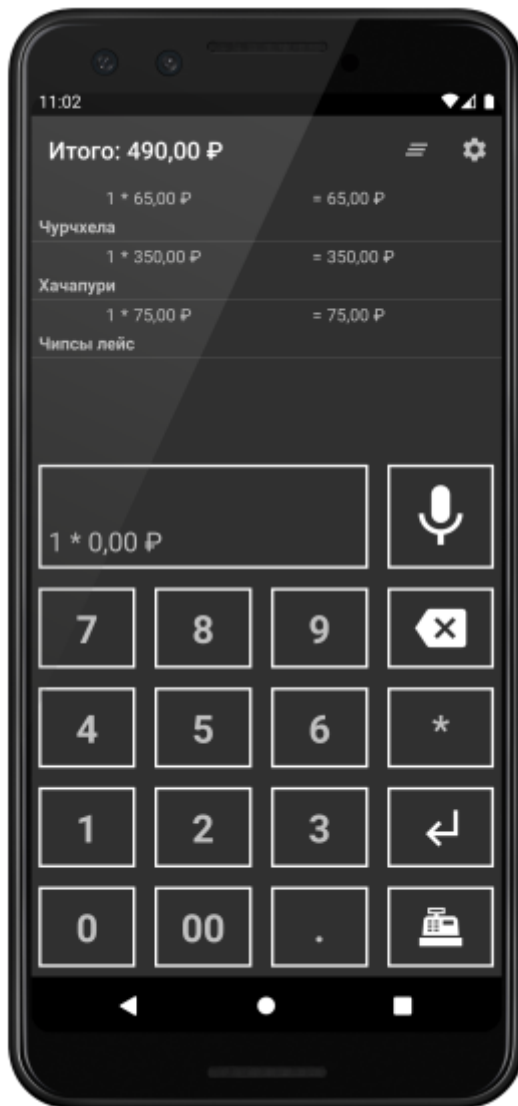 11:02
Итого: 490,00 ₽
1 * 65,00 ₽ = 65,00 ₽
Чурчхела
1 * 350,00 ₽ = 350,00 ₽
Хачапури
1 * 75,00 ₽ = 75,00 ₽
Чипсы лейс
1 * 0,00 ₽
7 8 9
4 5 6 *
1 2 3
0 00 .